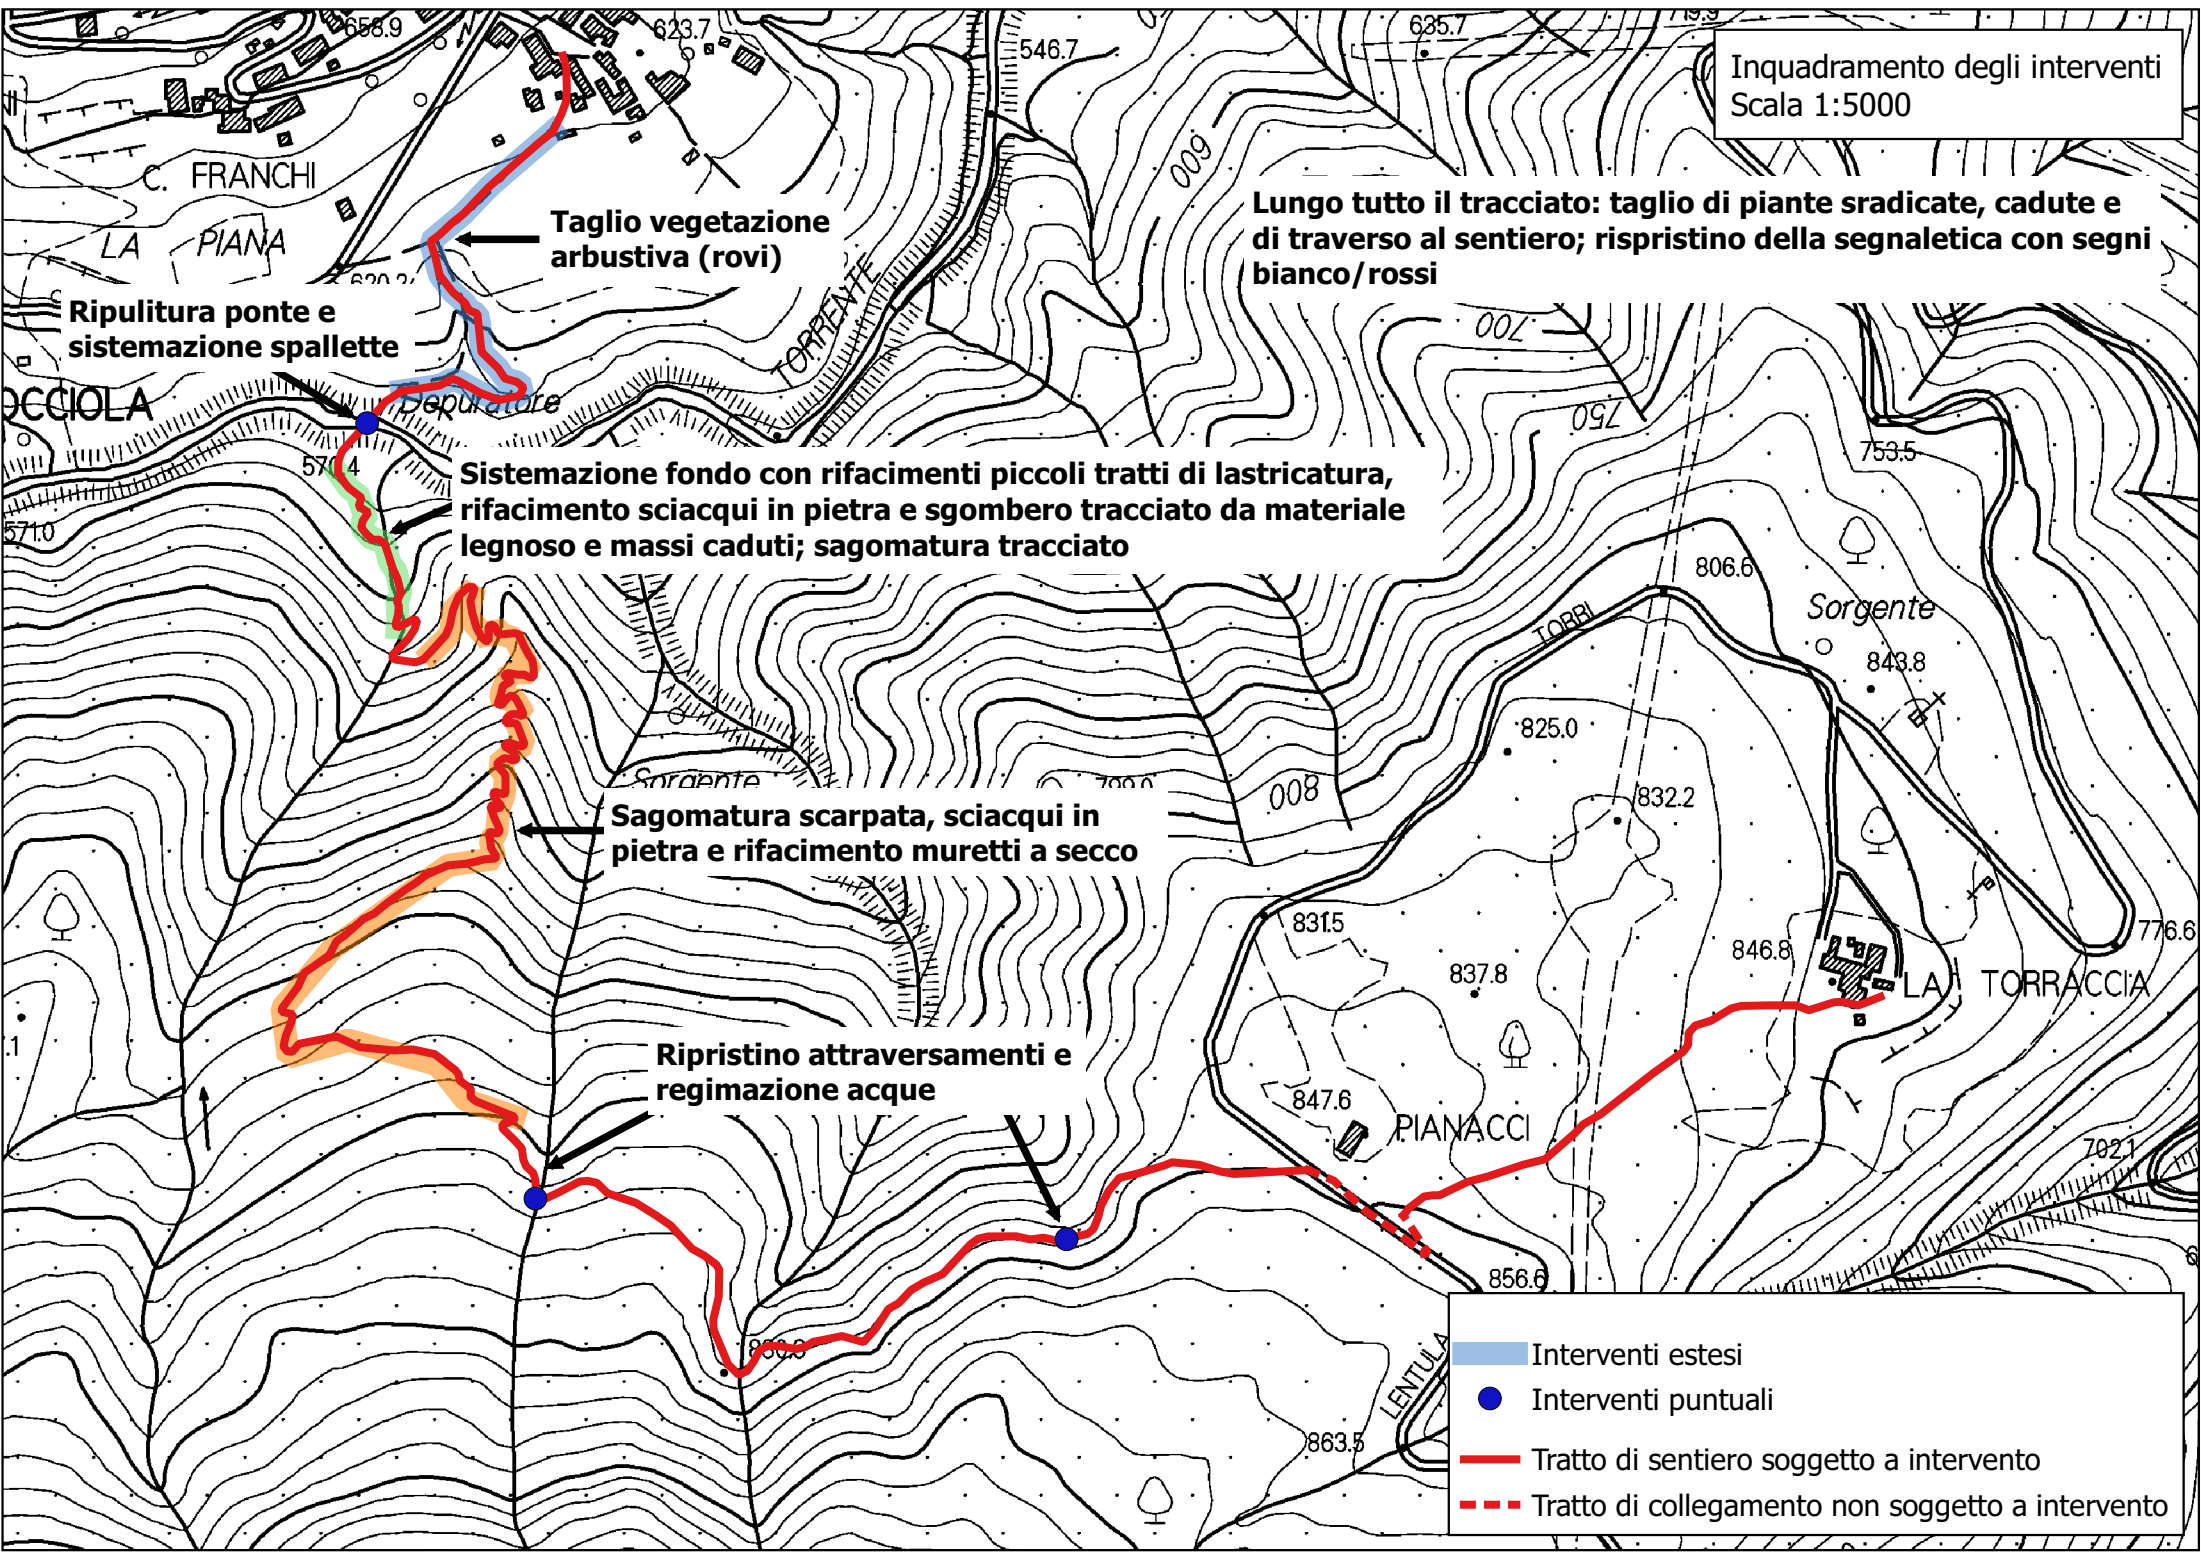 658.9
623.7
546.7
635.7
Inquadramento degli interventi
Scala 1:5000
600
C. FRANCHI
LA PIANA
Taglio vegetazione
arbustiva (rovi)
Lungo tutto il tracciato: taglio di piante sradicate, cadute e
di traverso al sentiero; rispristino della segnaletica con segni
bianco/rossi
TORRENTE
Ripulitura ponte e
sistemazione spallette
700
750
753.5
OCCIOLA
Depuratore
Sistemazione fondo con rifacimenti piccoli tratti di lastricatura,
rifacimento sciacqui in pietra e sgombero tracciato da materiale
legnoso e massi caduti; sagomatura tracciato
571.0
806.6
TORRI
Sorgente
843.8
825.0
Sorgente
800
832.2
Sagomatura scarpata, sciacqui in
pietra e rifacimento muretti a secco
831.5
837.8
846.8
776.6
LA TORRACCIA
Ripristino attraversamenti e
regimazione acque
847.6
PIANACCI
702.1
856.6
LENTULA
863.5
Interventi estesi
Interventi puntuali
Tratto di sentiero soggetto a intervento
Tratto di collegamento non soggetto a intervento